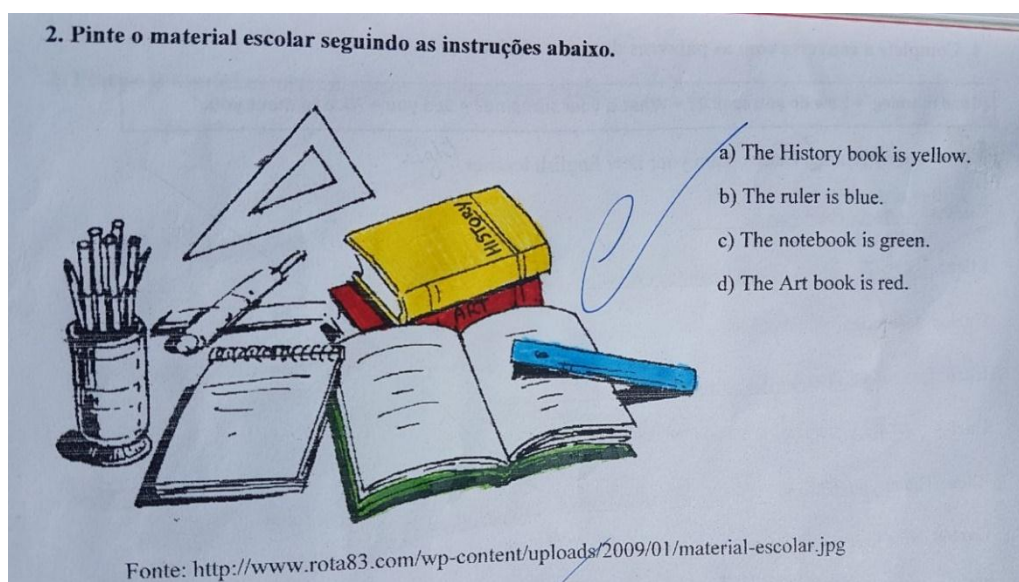 2. Pinte o material escolar seguindo as instruções abaixo.
a) The History book is yellow.
b) The ruler is blue.
c) The notebook is green.
d) The Art book is red.
HISTORY
ART
Fonte: http://www.rota83.com/wp-content/uploads/2009/01/material-escolar.jpg